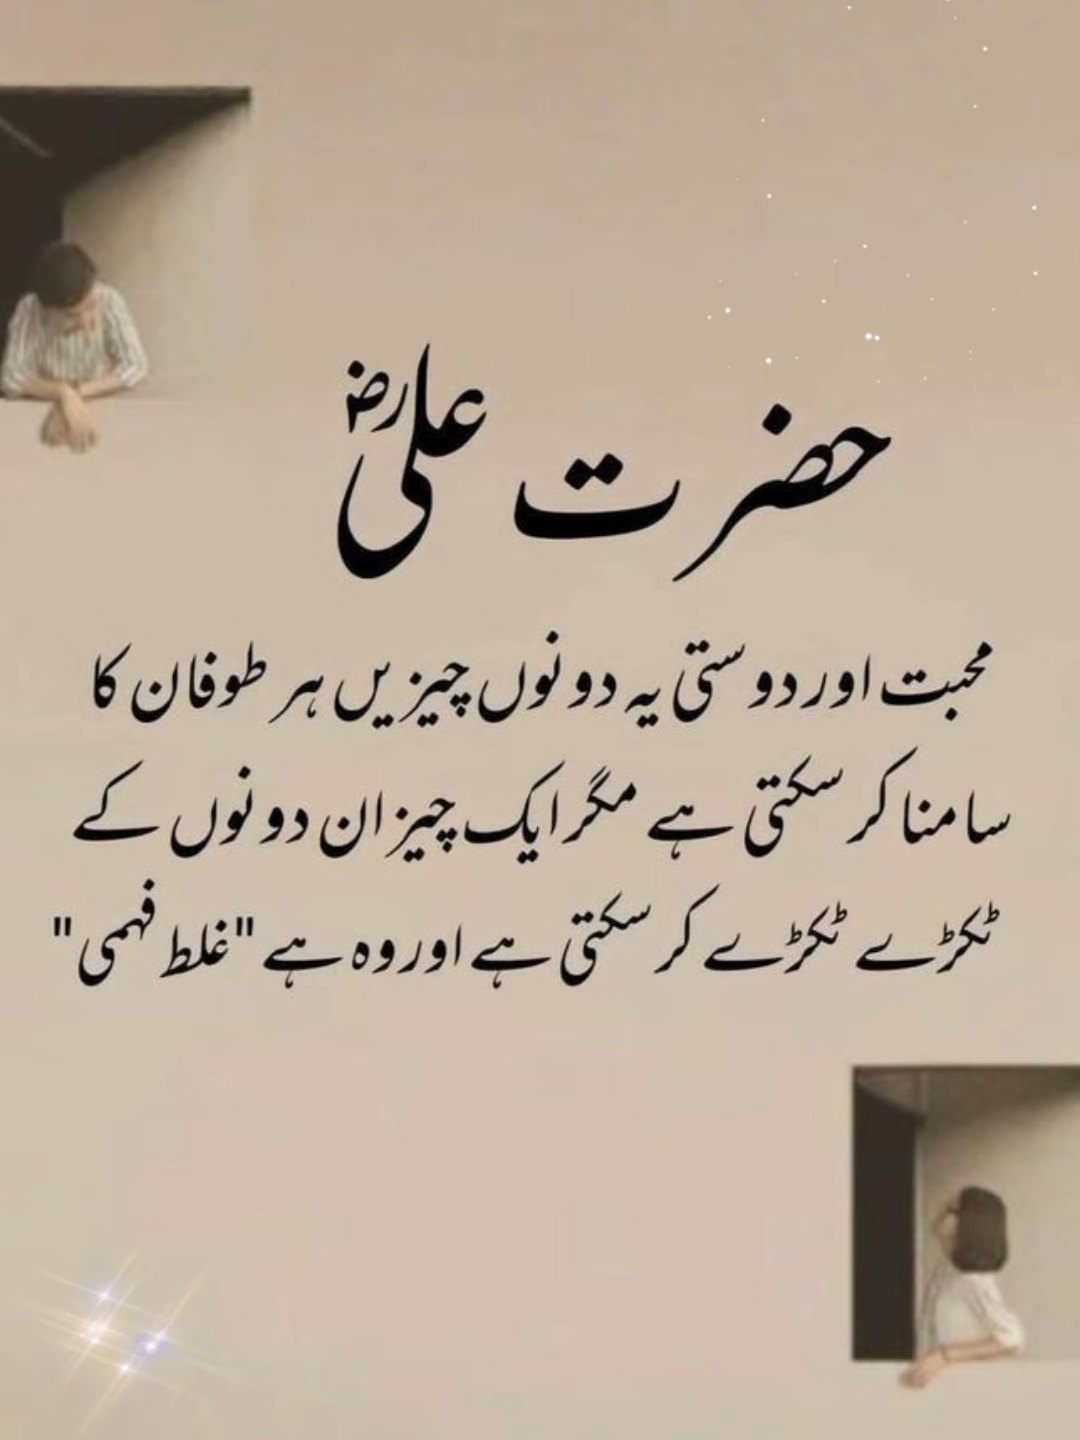 حضرت علیؓ
محبت اور دوستی یہ دونوں چیزیں ہر طوفان کا
سامنا کر سکتی ہے مگر ایک چیز ان دونوں کے
ٹکڑے ٹکڑے کر سکتی ہے اور وہ ہے "غلط فہمی"